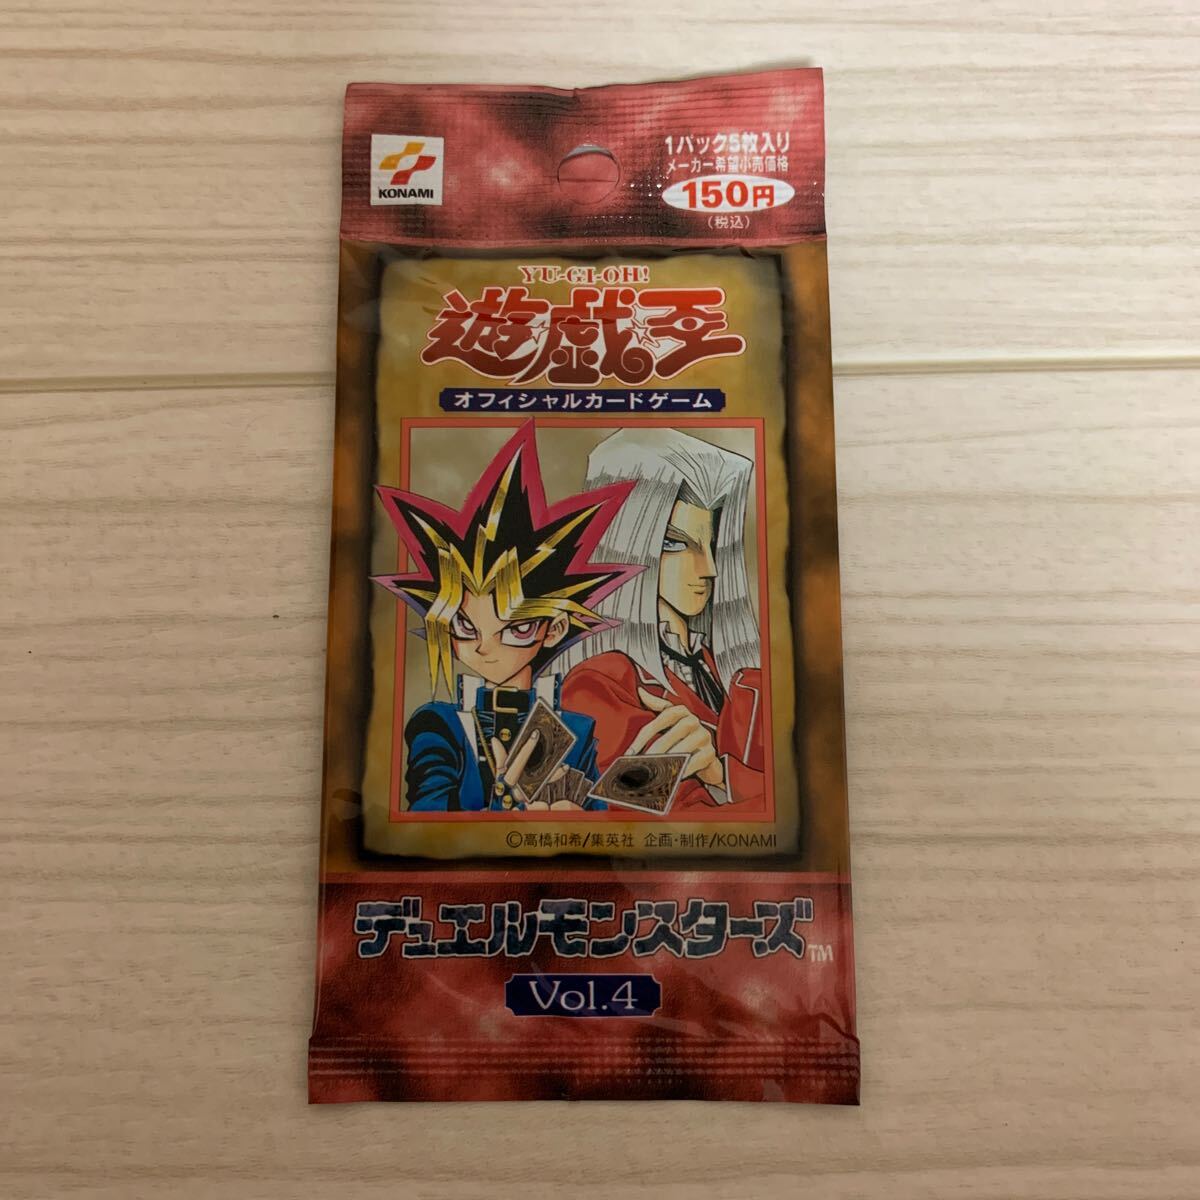 KONAMI
1パック5枚入り
メーカー希望小売価格
150円
(税込)
YU-GI-OH!
遊☆戯☆王
オフィシャルカードゲーム
©高橋和希/集英社 企画・制作/KONAMI
デュエルモンスターズ™
Vol.4